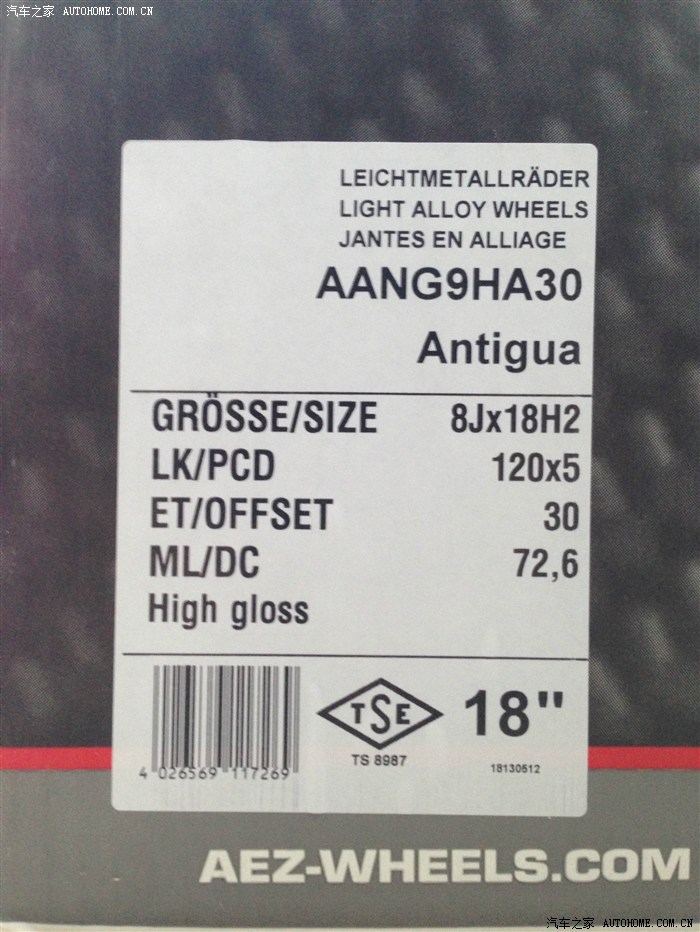 汽车之家 AUTOHOME.COM.CN
LEICHTMETALLRÄDER
LIGHT ALLOY WHEELS
JANTES EN ALLIAGE
AANG9HA30
Antigua
GRÖSSE/SIZE 8Jx18H2
LK/PCD 120x5
ET/OFFSET 30
ML/DC 72,6
High gloss
TSE 18"
TS 8987
4 026569 117269 18130512
AEZ-WHEELS.COM
汽车之家 AUTOHOME.COM.CN